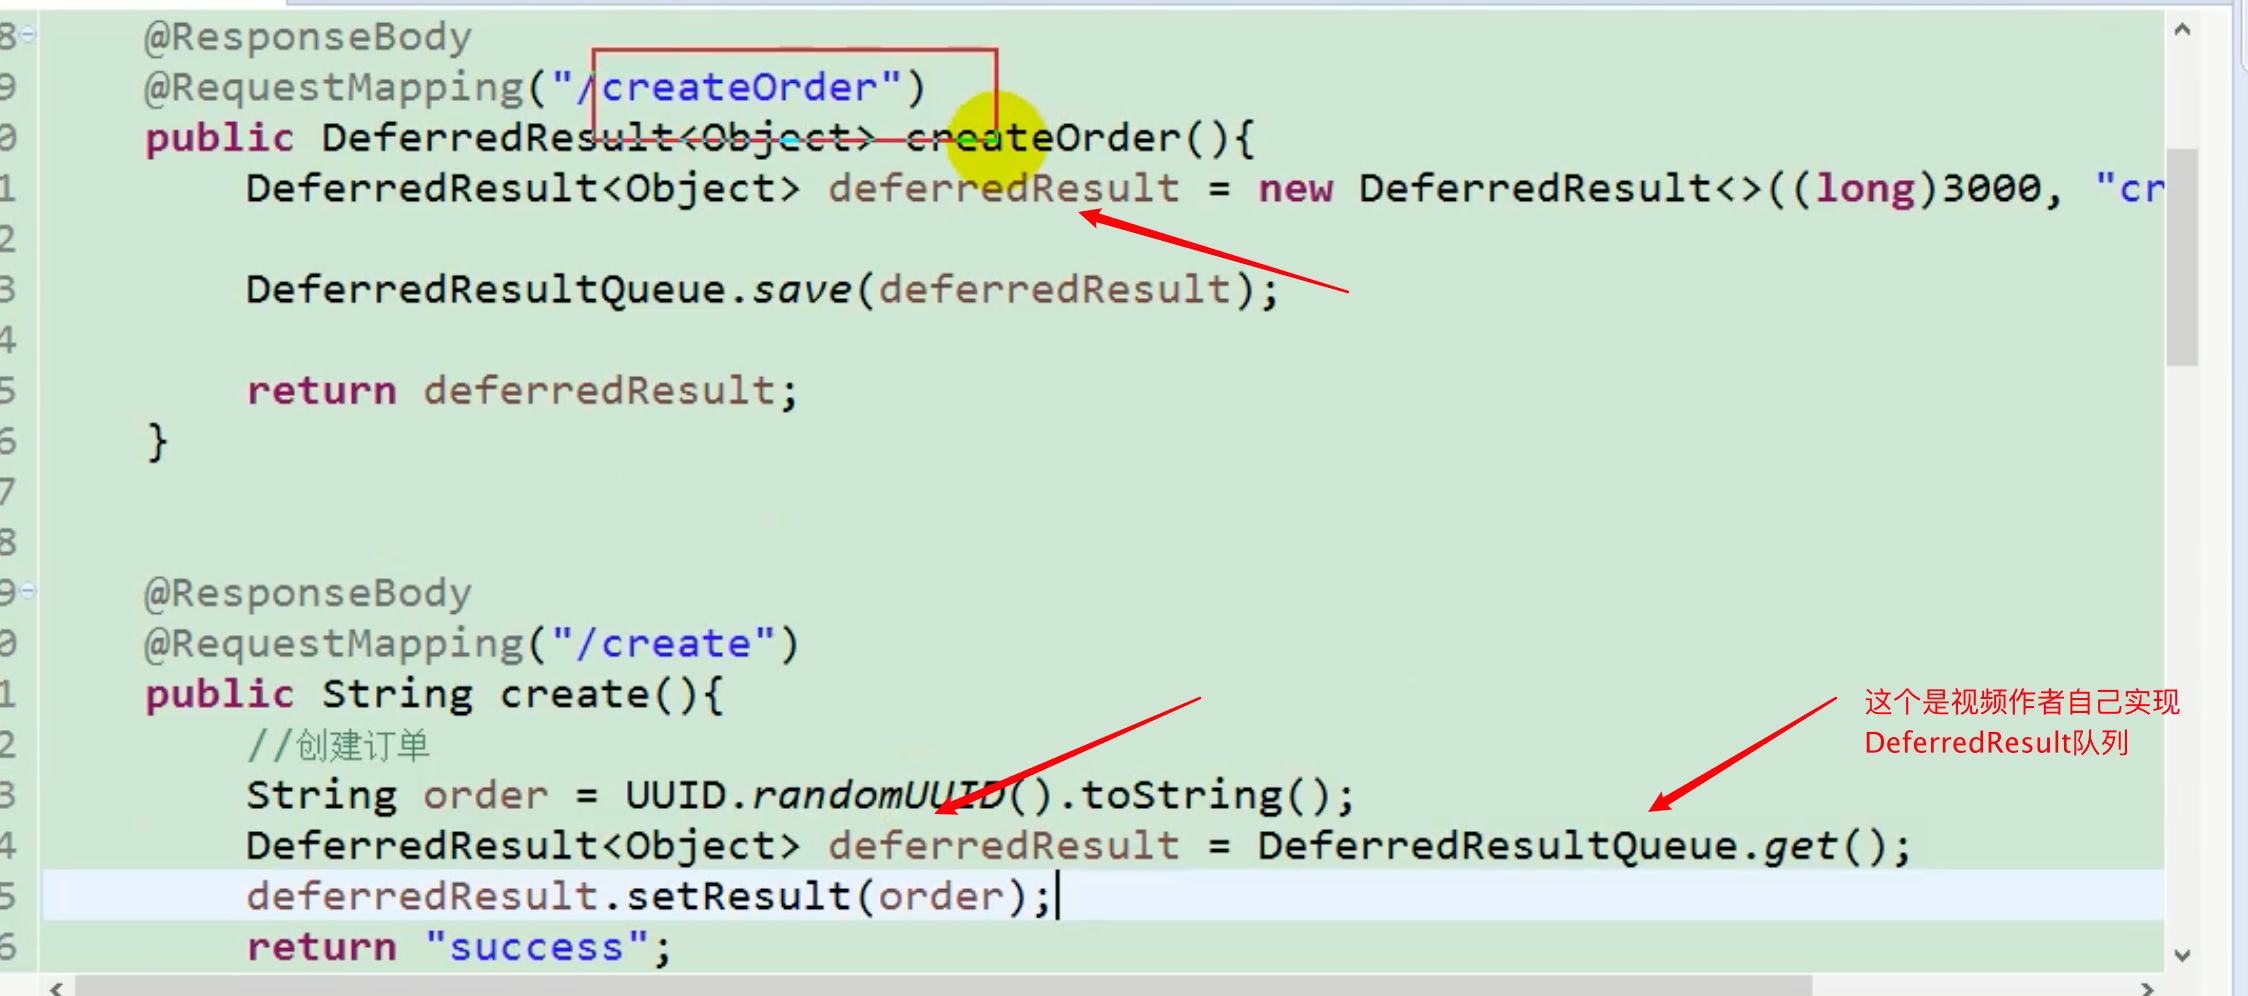 8 @ResponseBody
9 @RequestMapping("/createOrder")
0 public DeferredResult<Object> createOrder(){
1 DeferredResult<Object> deferredResult = new DeferredResult<>((long)3000, "cr
2
3 DeferredResultQueue.save(deferredResult);
4
5 return deferredResult;
6 }
7
8
9 @ResponseBody
0 @RequestMapping("/create")
1 public String create(){
2 //创建订单
3 String order = UUID.randomUUID().toString();
4 DeferredResult<Object> deferredResult = DeferredResultQueue.get();
5 deferredResult.setResult(order);
6 return "success";
这个是视频作者自己实现
DeferredResult队列